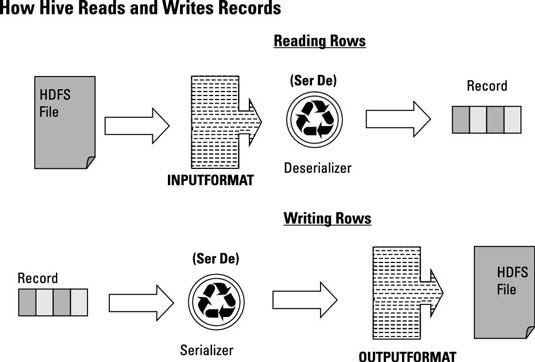 How Hive Reads and Writes Records
Reading Rows
HDFS
File
(Ser De)
Record
Deserializer
INPUTFORMAT
Writing Rows
Record
(Ser De)
HDFS
File
Serializer
OUTPUTFORMAT